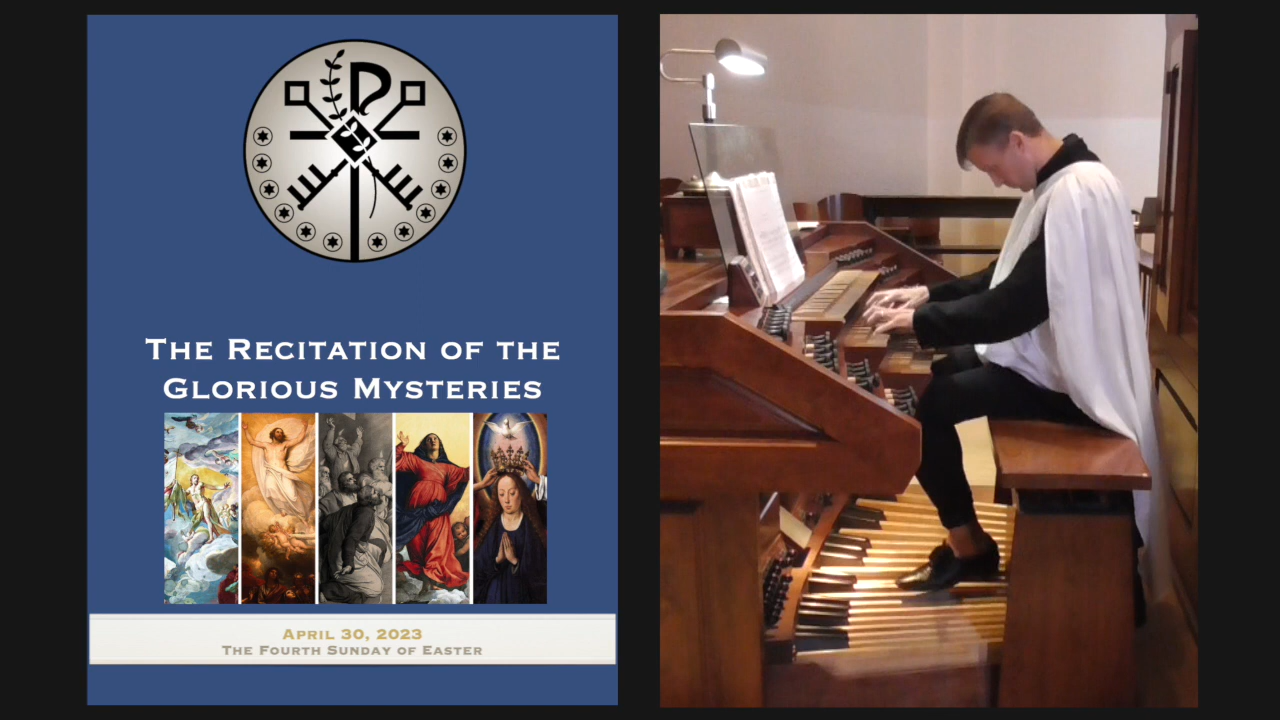 The Recitation of the
Glorious Mysteries
April 30, 2023
The Fourth Sunday of Easter